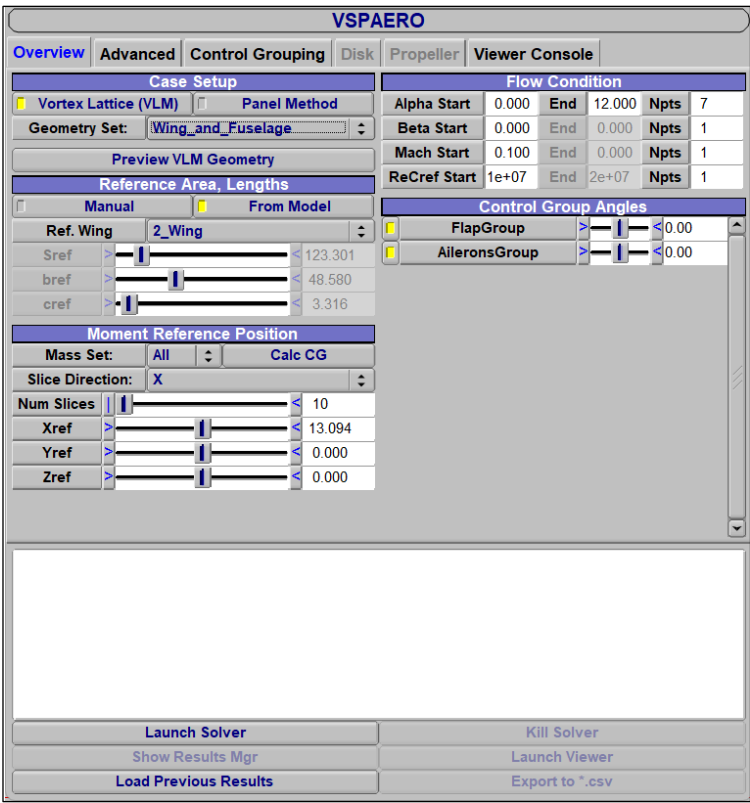 VSPAERO
Overview Advanced Control Grouping Disk Propeller Viewer Console
Case Setup
Vortex Lattice (VLM) Panel Method
Geometry Set: Wing_and_Fuselage
Preview VLM Geometry
Reference Area, Lengths
Manual From Model
Ref. Wing 2_Wing
Sref > < 123.301
bref > < 48.580
cref > < 3.316
Moment Reference Position
Mass Set: All Calc CG
Slice Direction: X
Num Slices | < 10
Xref > < 13.094
Yref > < 0.000
Zref > < 0.000
Flow Condition
Alpha Start 0.000 End 12.000 Npts 7
Beta Start 0.000 End 0.000 Npts 1
Mach Start 0.100 End 0.000 Npts 1
ReCref Start 1e+07 End 2e+07 Npts 1
Control Group Angles
FlapGroup > < 0.00
AileronsGroup > < 0.00
Launch Solver Kill Solver
Show Results Mgr Launch Viewer
Load Previous Results Export to *.csv